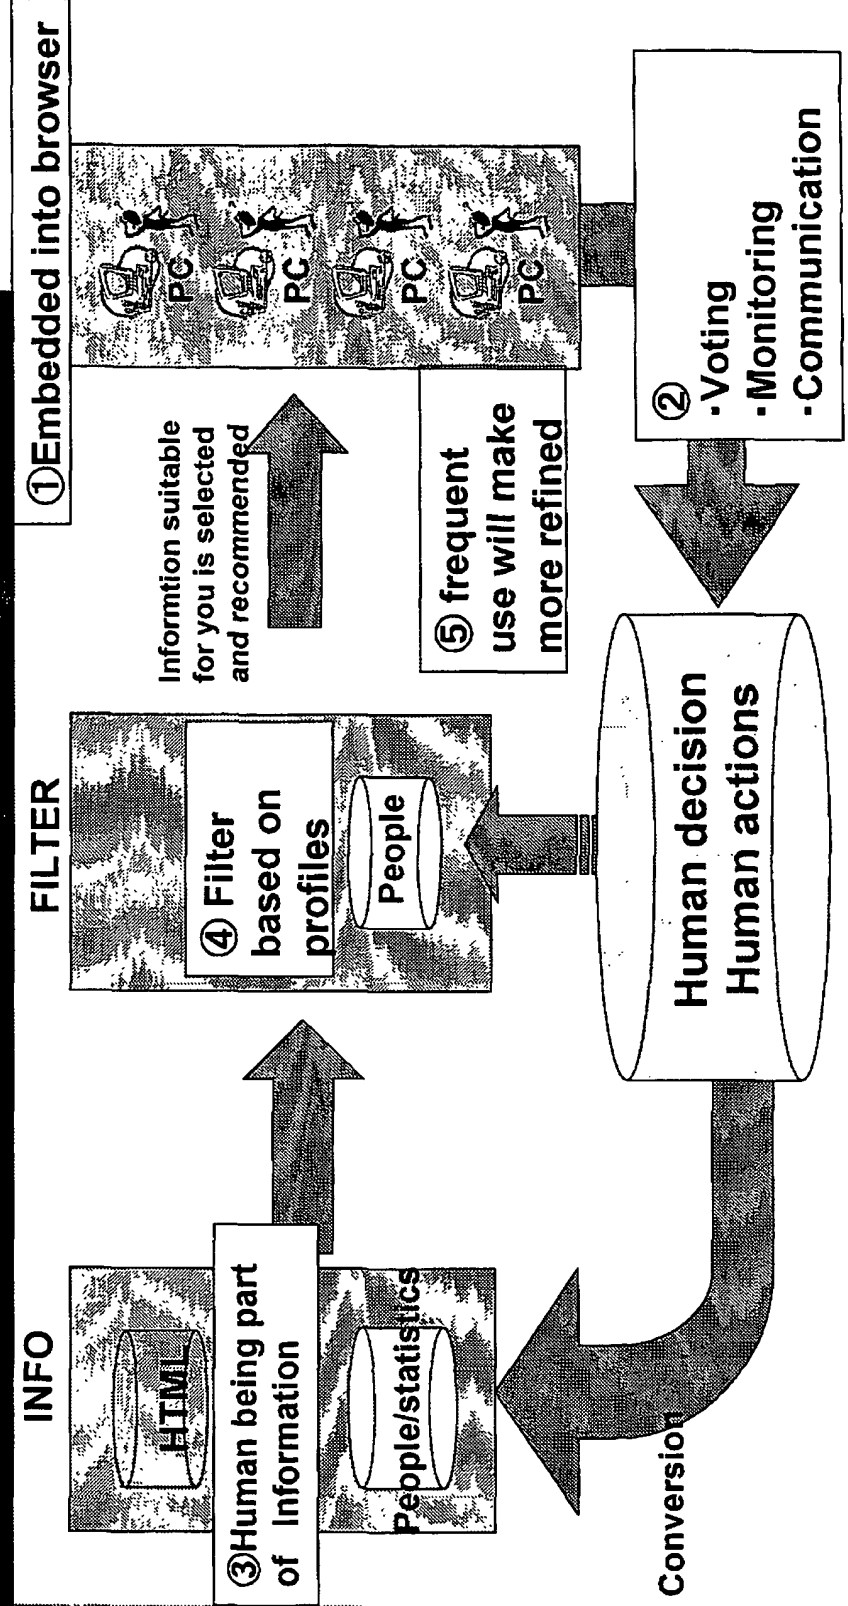 INFO
HTML
③Human being part
of Information
People/statistics
Conversion
FILTER
④ Filter
based on
profiles
People
Informtion suitable
for you is selected
and recommended
①Embedded into browser
PC
PC
PC
PC
⑤ frequent
use will make
more refined
②
·Voting
·Monitoring
·Communication
Human decision
Human actions